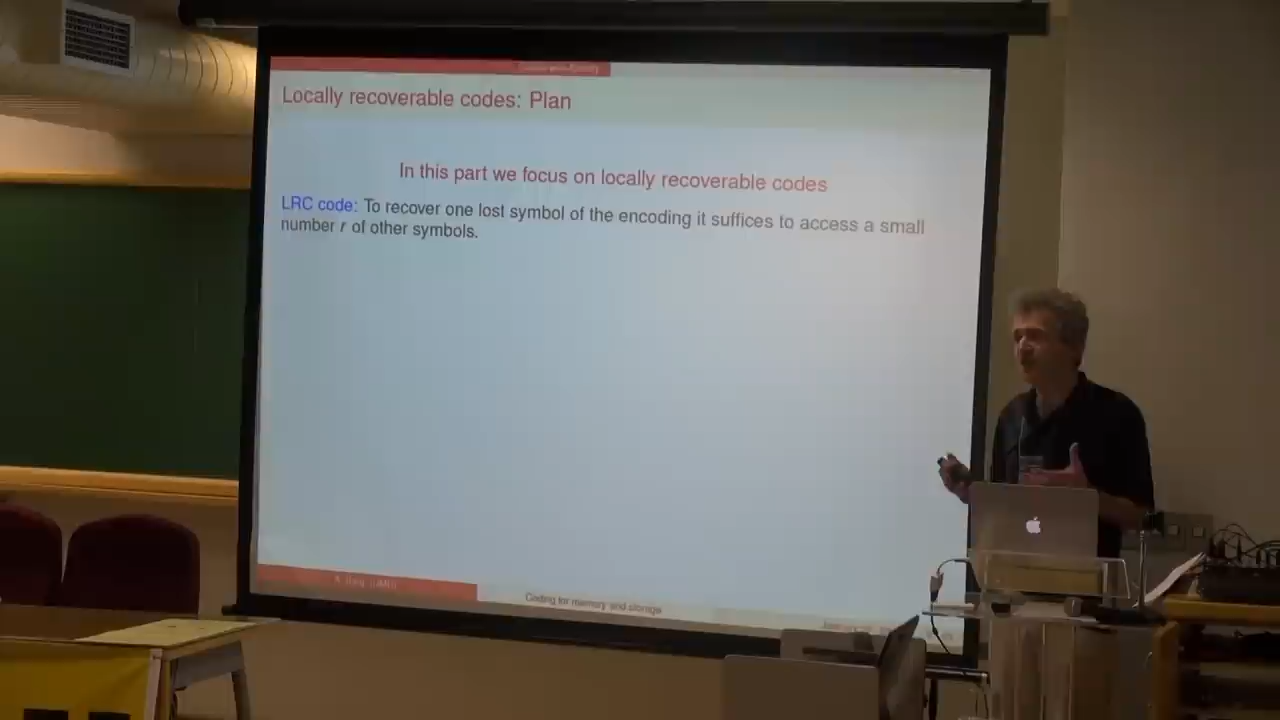 Locally recoverable codes: Plan
In this part we focus on locally recoverable codes
LRC code: To recover one lost symbol of the encoding it suffices to access a small
number r of other symbols.
Coding for memory and storage